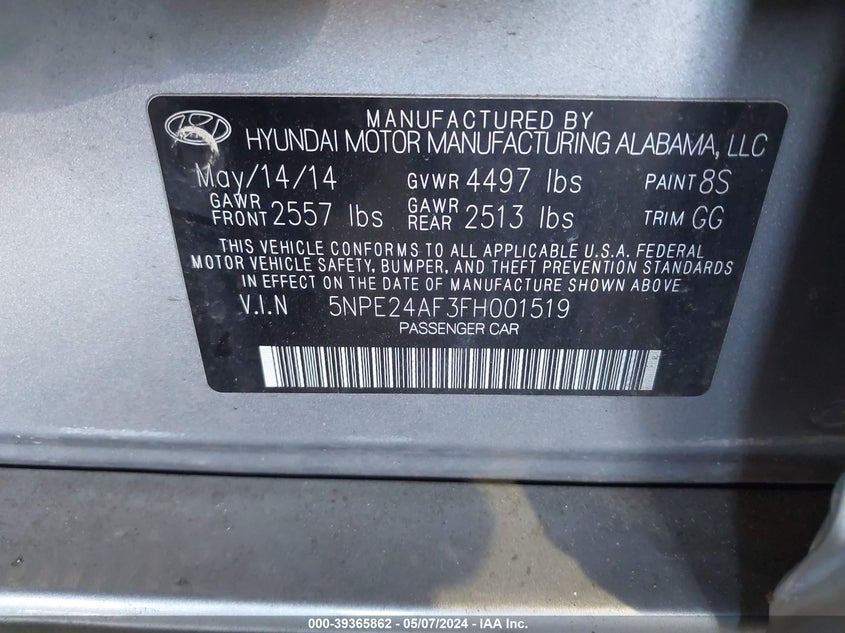 MANUFACTURED BY
HYUNDAI MOTOR MANUFACTURING ALABAMA, LLC
May/14/14 GVWR 4497 lbs PAINT 8S
GAWR FRONT 2557 lbs GAWR REAR 2513 lbs TRIM GG
THIS VEHICLE CONFORMS TO ALL APPLICABLE U.S.A. FEDERAL
MOTOR VEHICLE SAFETY, BUMPER, AND THEFT PREVENTION STANDARDS
IN EFFECT ON THE DATE OF MANUFACTURE SHOWN ABOVE.
V.I.N 5NPE24AF3FH001519
PASSENGER CAR
000-39365862 - 05/07/2024 - IAA Inc.